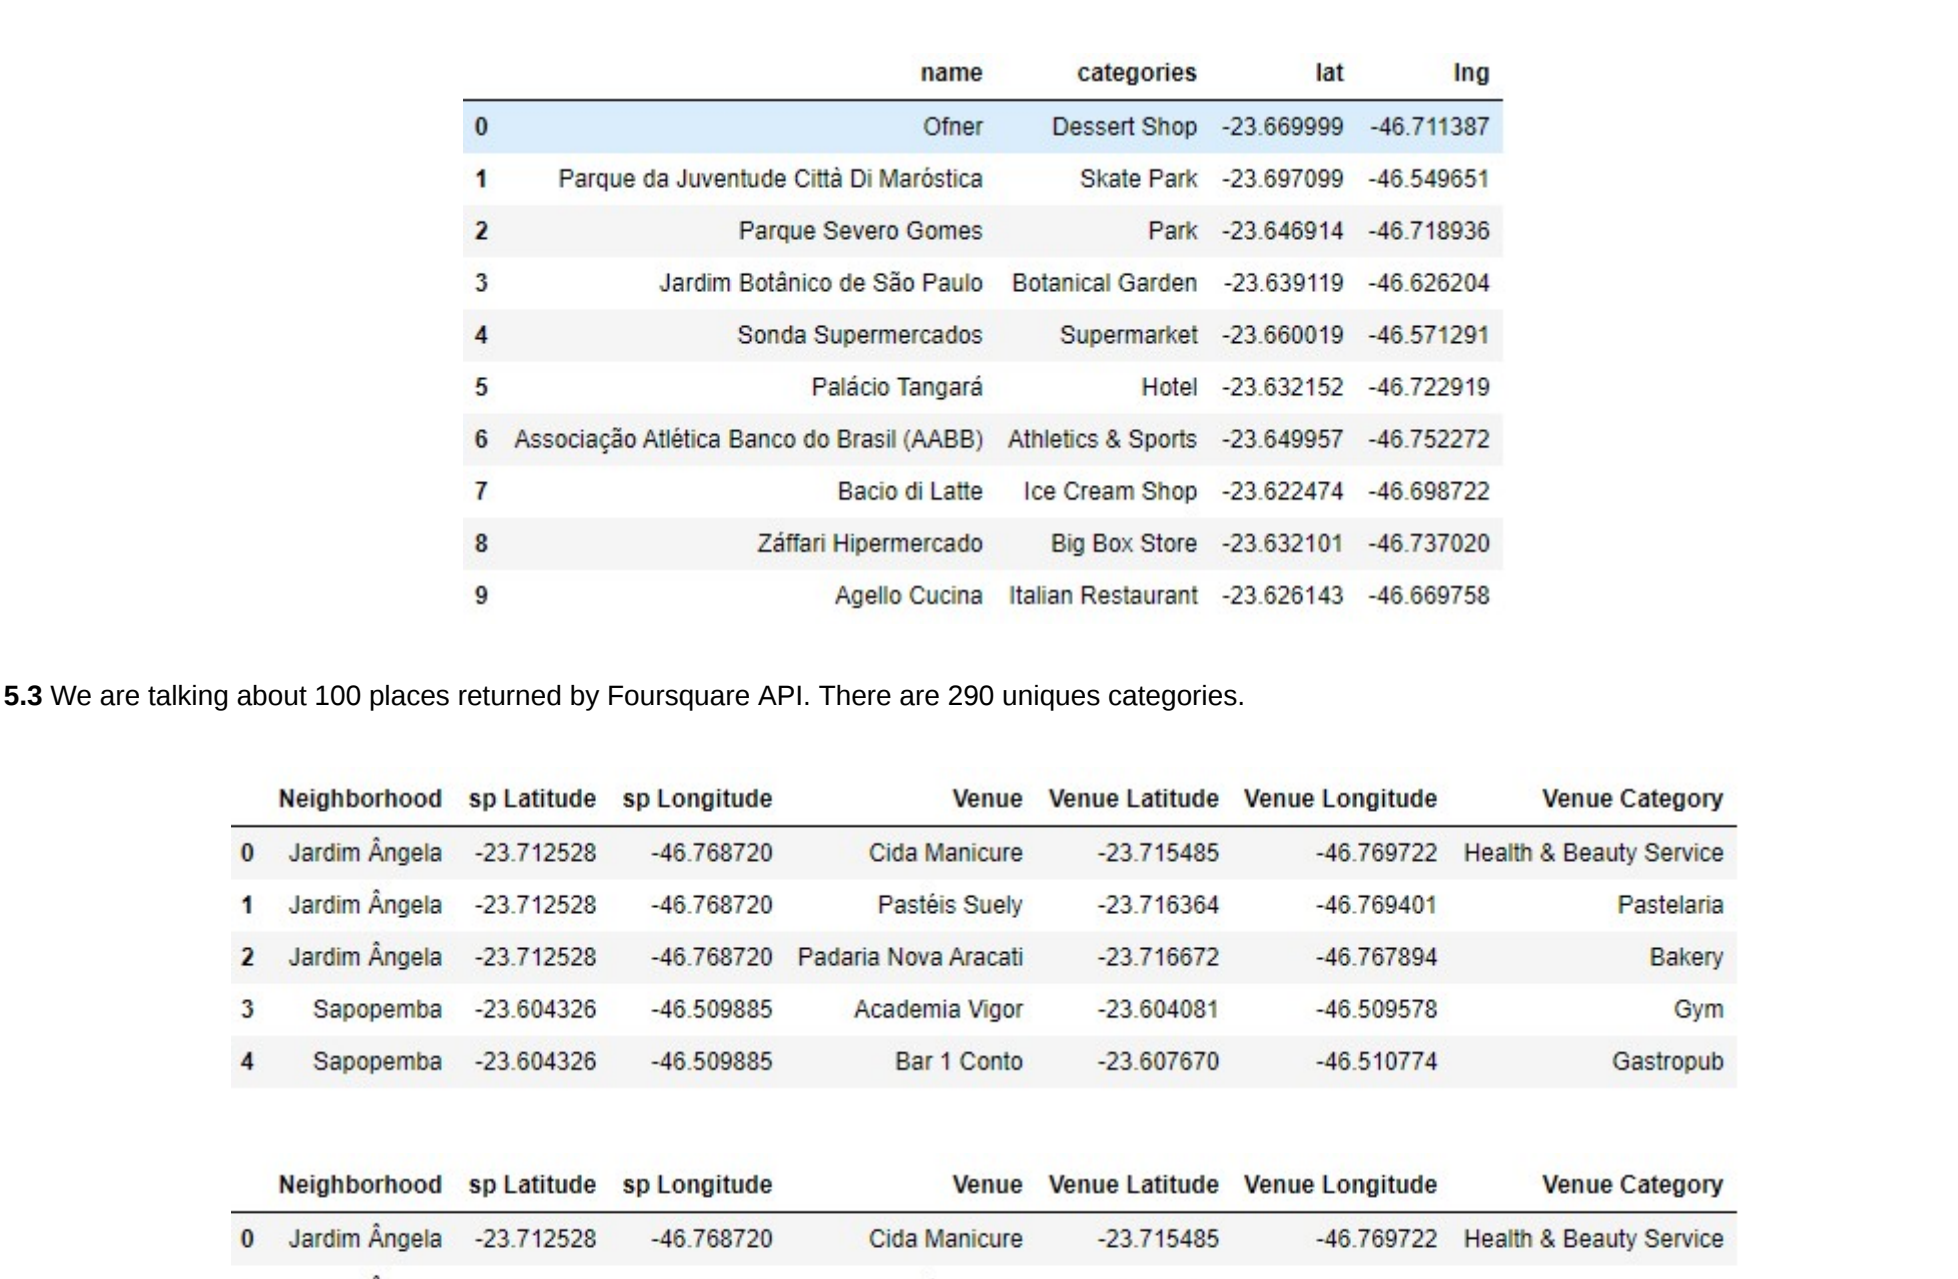 name categories lat lng
0 Ofner Dessert Shop -23.669999 -46.711387
1 Parque da Juventude Città Di Maróstica Skate Park -23.697099 -46.549651
2 Parque Severo Gomes Park -23.646914 -46.718936
3 Jardim Botânico de São Paulo Botanical Garden -23.639119 -46.626204
4 Sonda Supermercados Supermarket -23.660019 -46.571291
5 Palácio Tangará Hotel -23.632152 -46.722919
6 Associação Atlética Banco do Brasil (AABB) Athletics & Sports -23.649957 -46.752272
7 Bacio di Latte Ice Cream Shop -23.622474 -46.698722
8 Záffari Hipermercado Big Box Store -23.632101 -46.737020
9 Agello Cucina Italian Restaurant -23.626143 -46.669758
5.3 We are talking about 100 places returned by Foursquare API. There are 290 uniques categories.
Neighborhood sp Latitude sp Longitude Venue Venue Latitude Venue Longitude Venue Category
0 Jardim Ângela -23.712528 -46.768720 Cida Manicure -23.715485 -46.769722 Health & Beauty Service
1 Jardim Ângela -23.712528 -46.768720 Pastéis Suely -23.716364 -46.769401 Pastelaria
2 Jardim Ângela -23.712528 -46.768720 Padaria Nova Aracati -23.716672 -46.767894 Bakery
3 Sapopemba -23.604326 -46.509885 Academia Vigor -23.604081 -46.509578 Gym
4 Sapopemba -23.604326 -46.509885 Bar 1 Conto -23.607670 -46.510774 Gastropub
Neighborhood sp Latitude sp Longitude Venue Venue Latitude Venue Longitude Venue Category
0 Jardim Ângela -23.712528 -46.768720 Cida Manicure -23.715485 -46.769722 Health & Beauty Service